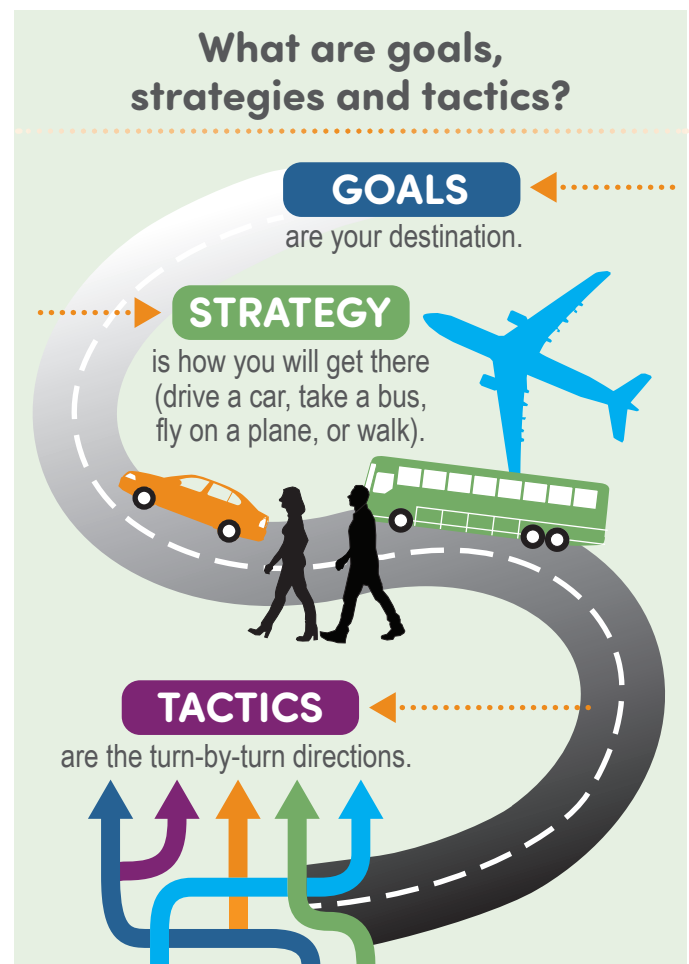 What are goals,
strategies and tactics?
GOALS
are your destination.
STRATEGY
is how you will get there
(drive a car, take a bus,
fly on a plane, or walk).
TACTICS
are the turn-by-turn directions.